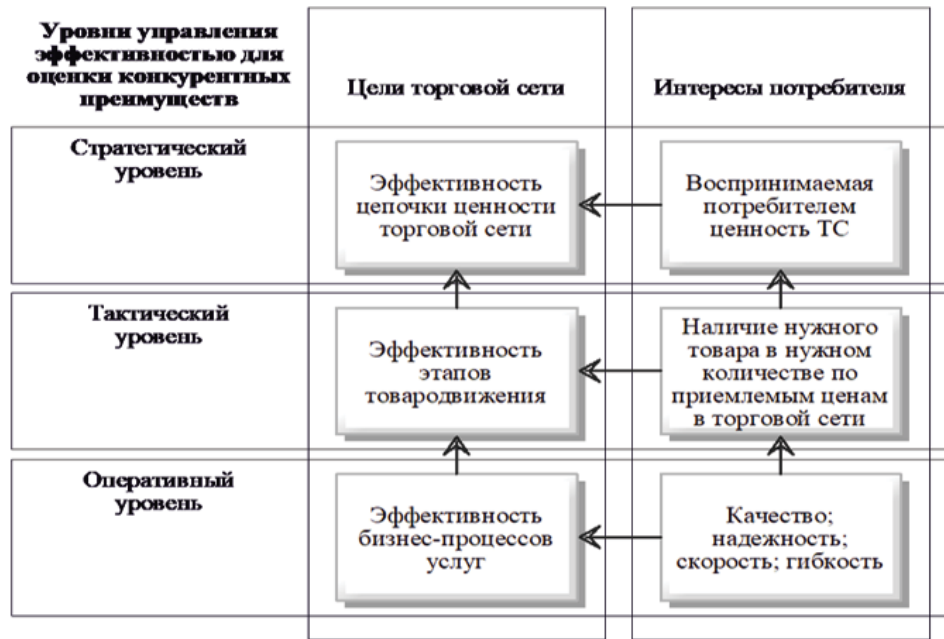 Уровни управления
эффективностью для
оценки конкурентных
преимуществ
Цели торговой сети
Интересы потребителя
Стратегический
уровень
Эффективность
цепочки ценности
торговой сети
Воспринимаемая
потребителем
ценность ТС
Тактический
уровень
Эффективность
этапов
товародвижения
Наличие нужного
товара в нужном
количестве по
приемлемым ценам
в торговой сети
Оперативный
уровень
Эффективность
бизнес-процессов
услуг
Качество;
надежность;
скорость; гибкость